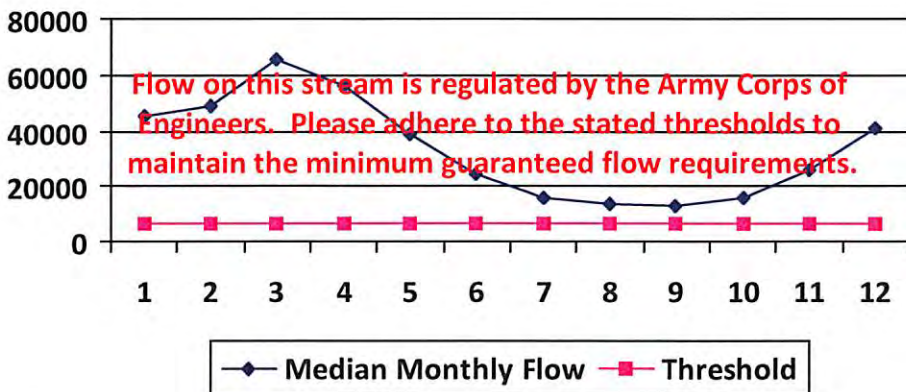 80000
60000
40000
20000
0
Flow on this stream is regulated by the Army Corps of
Engineers. Please adhere to the stated thresholds to
maintain the minimum guaranteed flow requirements.
1 2 3 4 5 6 7 8 9 10 11 12
Median Monthly Flow Threshold